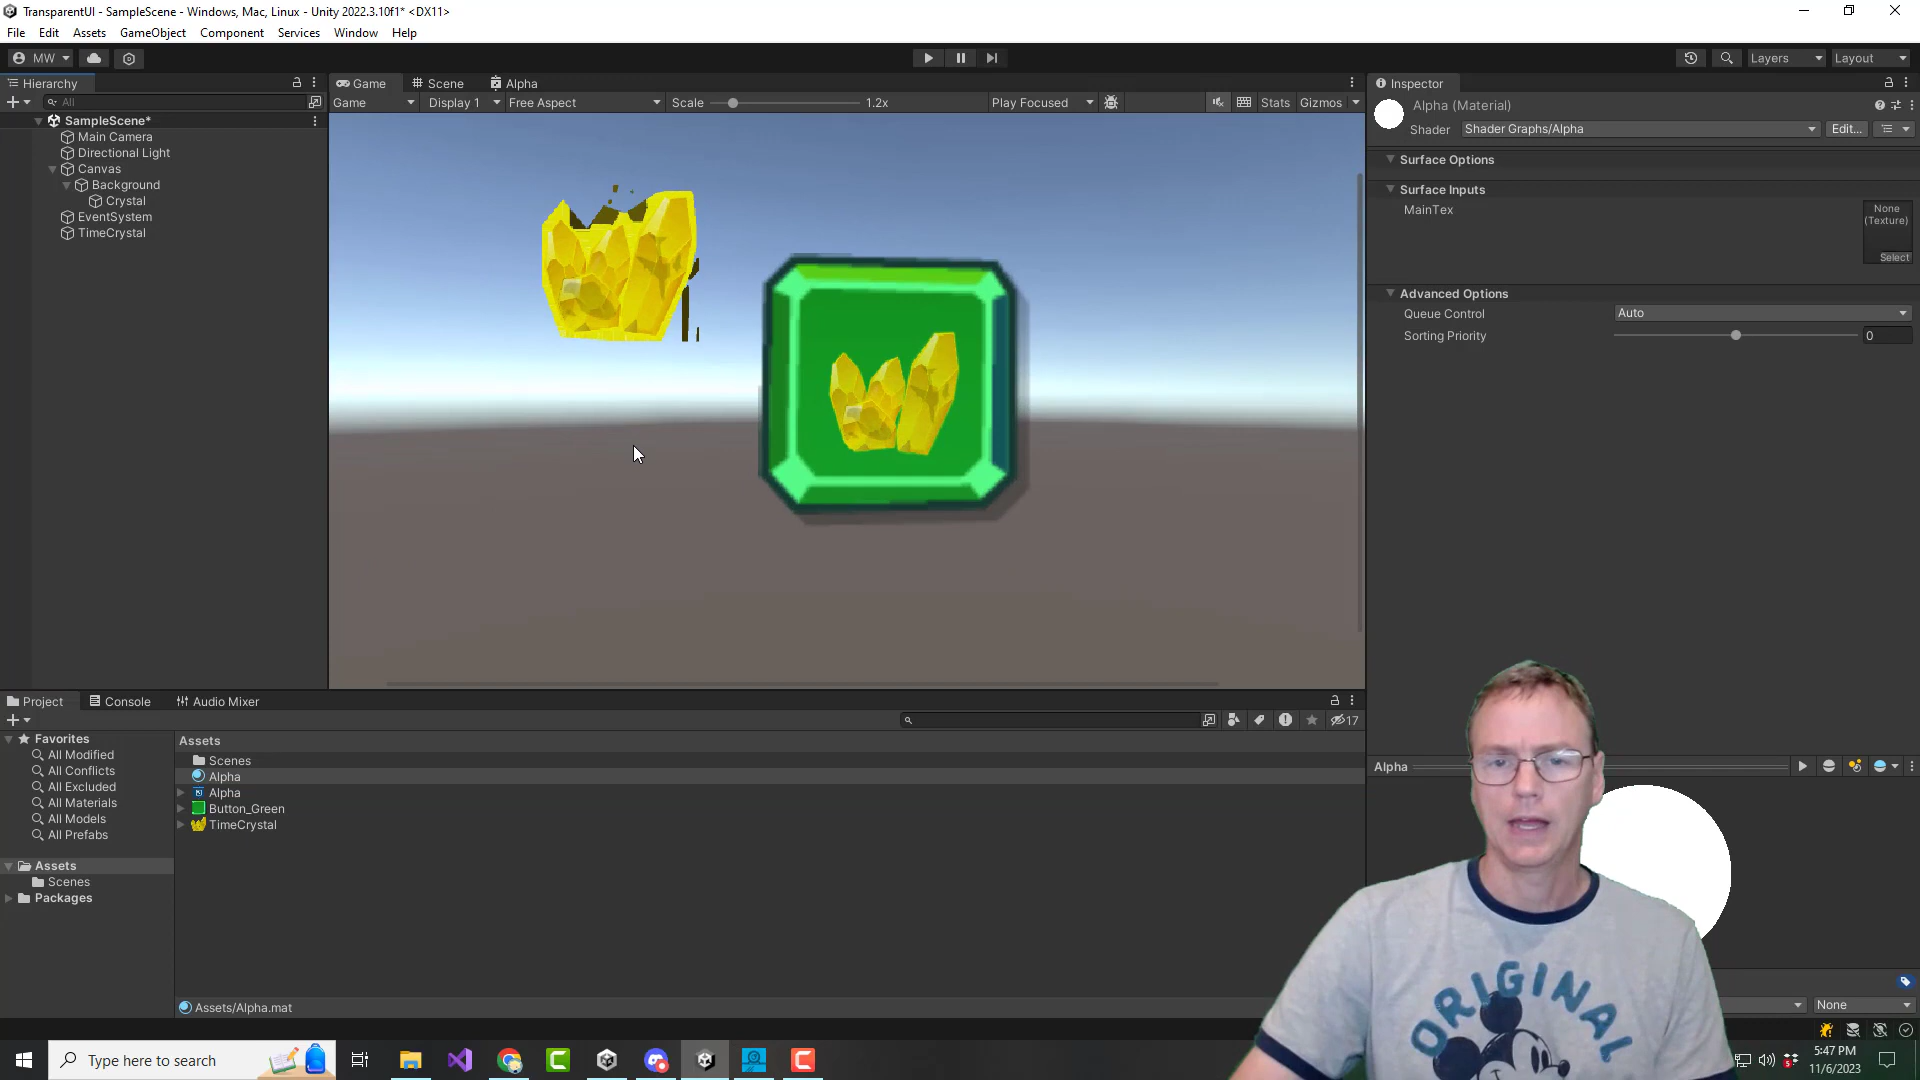 TransparentUI - SampleScene - Windows, Mac, Linux - Unity 2022.3.10f1* <DX11>
File Edit Assets GameObject Component Services Window Help
MW Layers Layout
Hierarchy
All
SampleScene*
Main Camera
Directional Light
Canvas
Background
Crystal
EventSystem
TimeCrystal
Game Scene Alpha
Game Display 1 Free Aspect Scale 1.2x Play Focused Stats Gizmos
Inspector
Alpha (Material)
Shader Shader Graphs/Alpha Edit...
Surface Options
Surface Inputs
MainTex None
(Texture)
Select
Advanced Options
Queue Control Auto
Sorting Priority 0
Project Console Audio Mixer
17
Favorites
All Modified
All Conflicts
All Excluded
All Materials
All Models
All Prefabs
Assets
Scenes
Packages
Assets
Scenes
Alpha
Alpha
Button_Green
TimeCrystal
Assets/Alpha.mat
Alpha
None
ORIGINAL
Type here to search
5:47 PM
11/6/2023